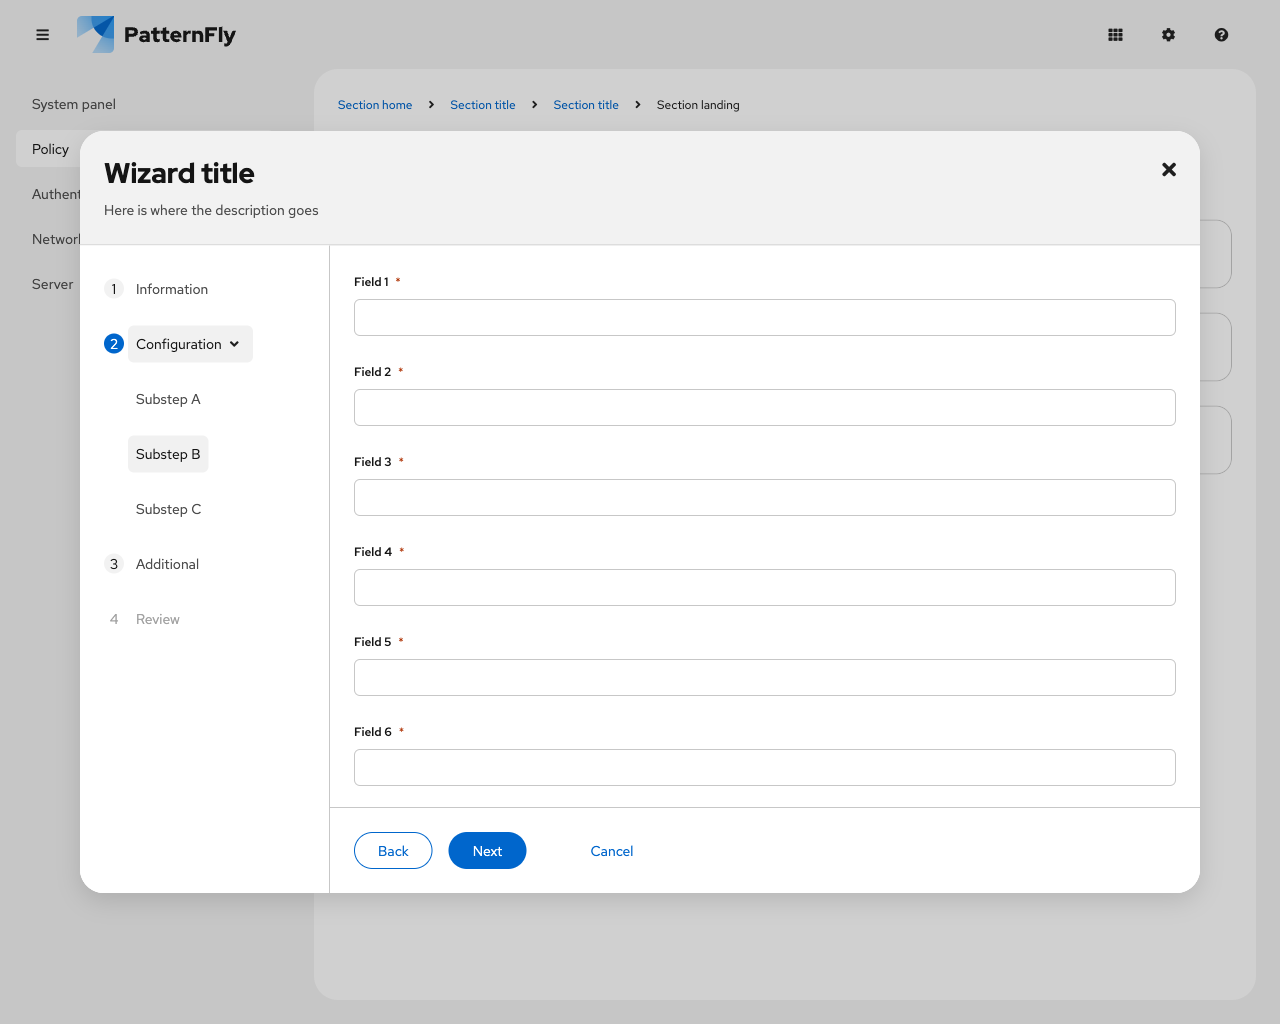 PatternFly
System panel
Policy
Authent
Network
Server
Section home
Section title
Section title
Section landing
Wizard title
Here is where the description goes
1 Information
2 Configuration
Substep A
Substep B
Substep C
3 Additional
4 Review
Field 1 *
Field 2 *
Field 3 *
Field 4 *
Field 5 *
Field 6 *
Back
Next
Cancel